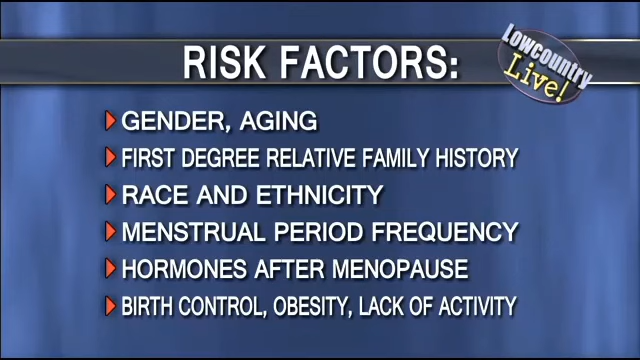 RISK FACTORS:
Lowcountry
Live!
GENDER, AGING
FIRST DEGREE RELATIVE FAMILY HISTORY
RACE AND ETHNICITY
MENSTRUAL PERIOD FREQUENCY
HORMONES AFTER MENOPAUSE
BIRTH CONTROL, OBESITY, LACK OF ACTIVITY